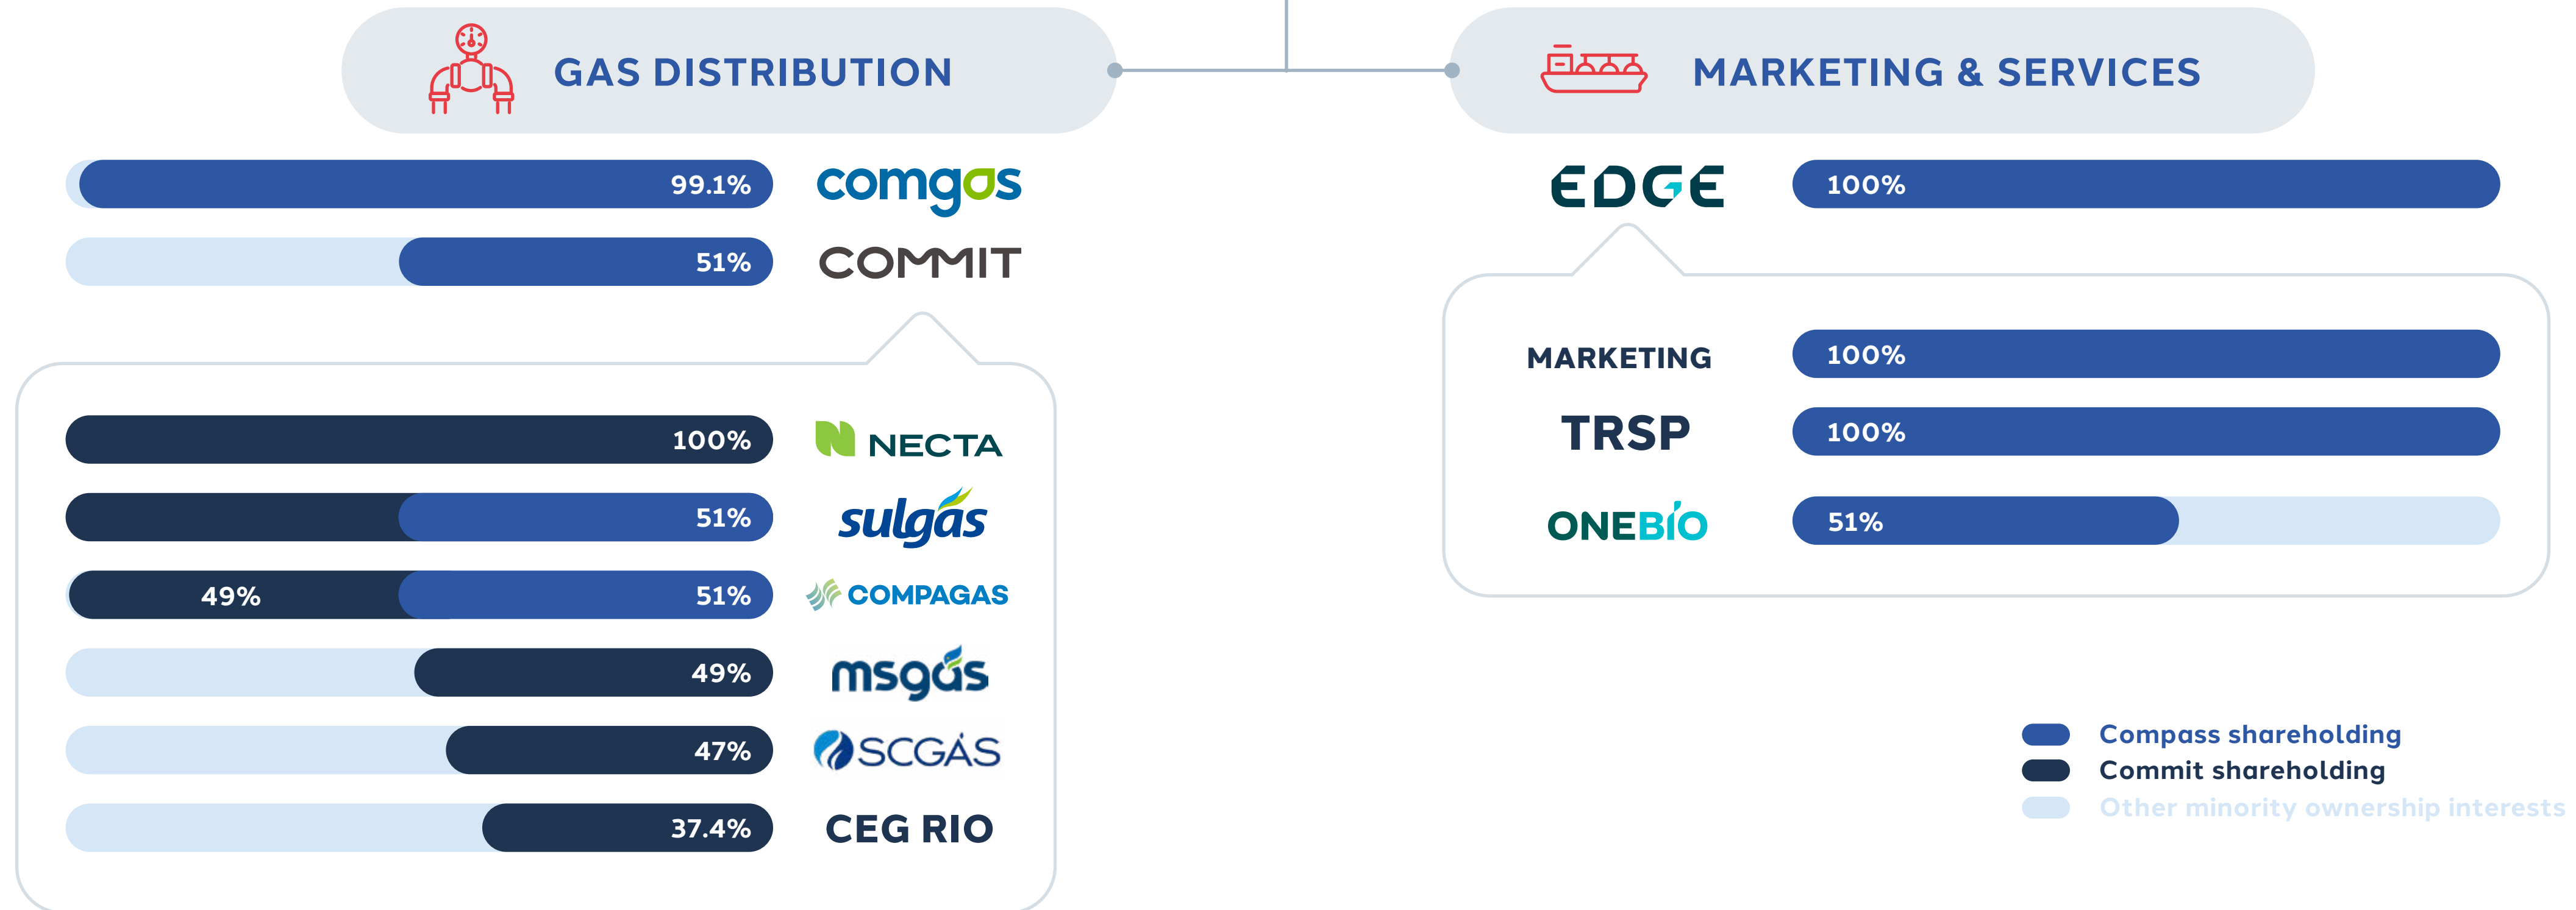 GAS DISTRIBUTION
99.1%
comgas
51%
COMMIT
100%
NECTA
51%
sulgás
49%
51%
COMPAGAS
49%
msgás
47%
SCGÁS
37.4%
CEG RIO
MARKETING & SERVICES
EDGE
100%
MARKETING
100%
TRSP
100%
ONEBIO
51%
Compass shareholding
Commit shareholding
Other minority ownership interests